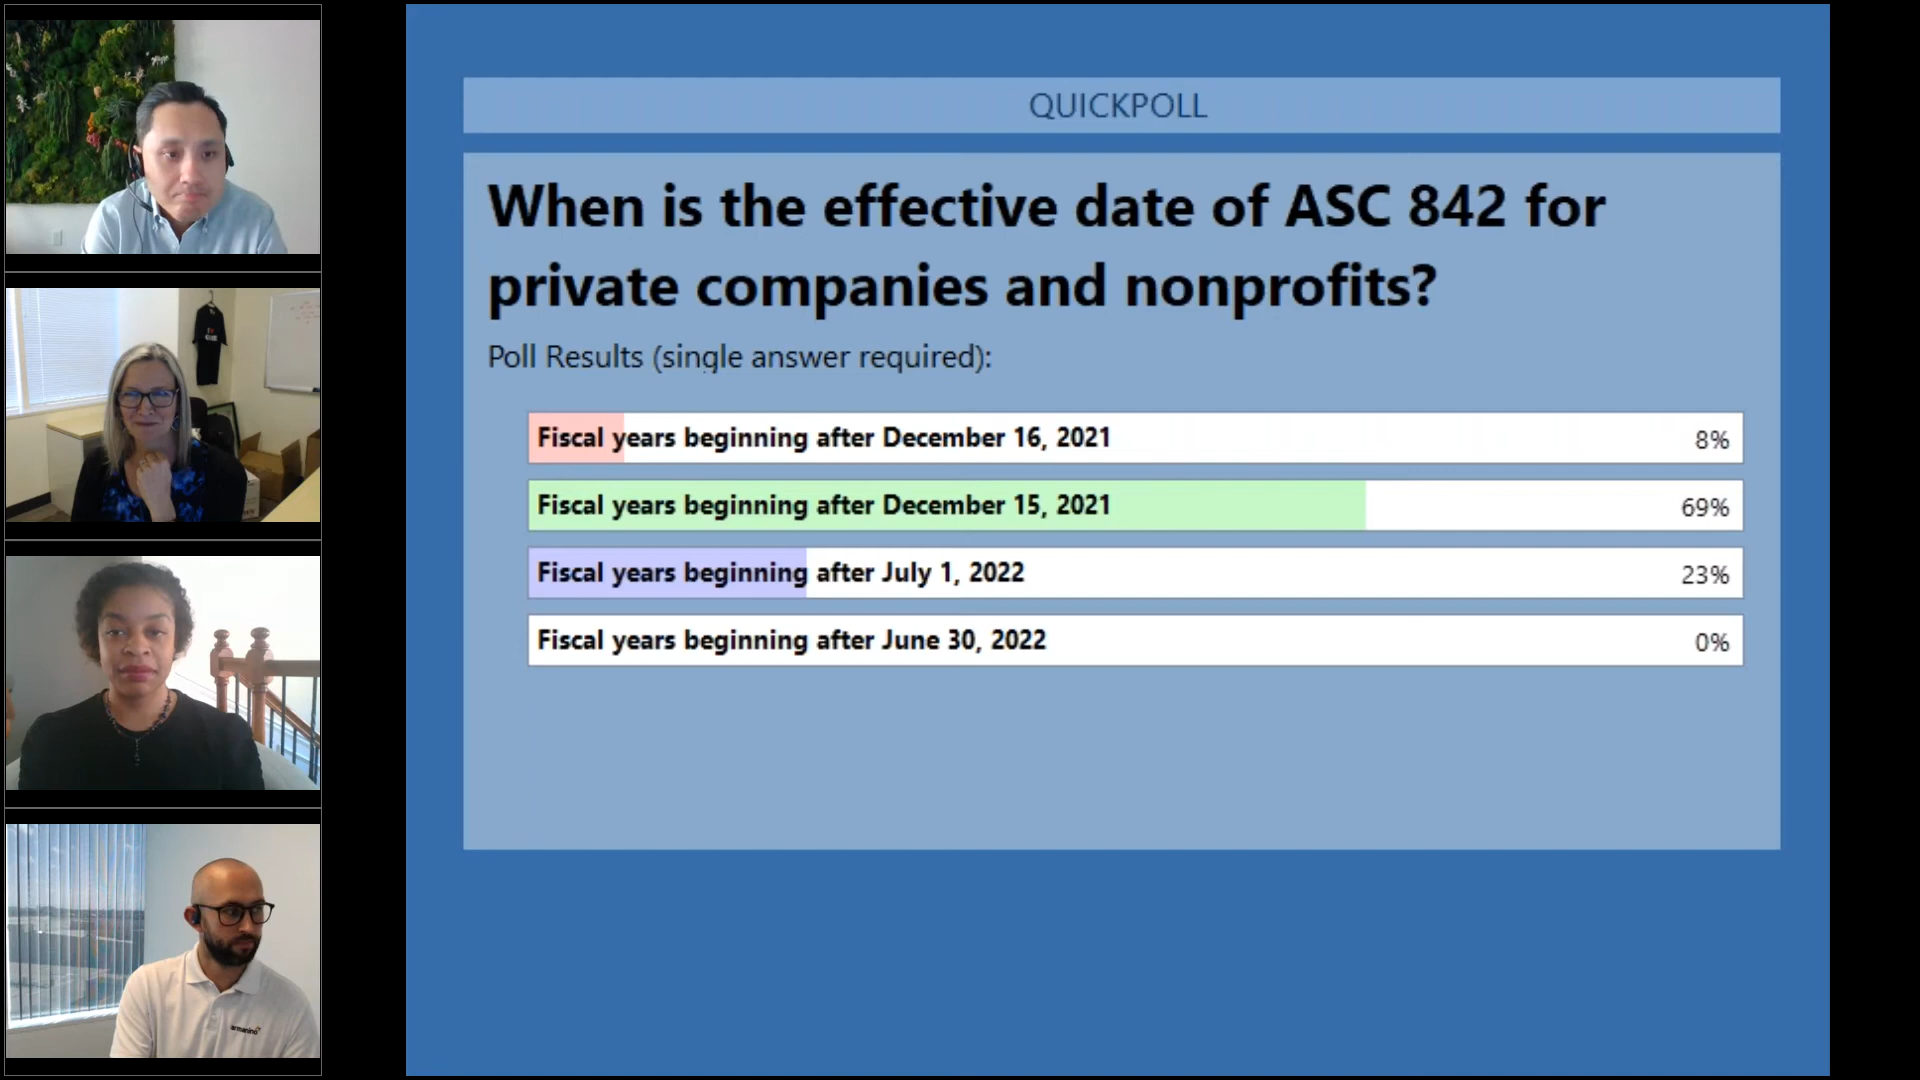 QUICKPOLL
When is the effective date of ASC 842 for
private companies and nonprofits?
Poll Results (single answer required):
Fiscal years beginning after December 16, 2021 8%
Fiscal years beginning after December 15, 2021 69%
Fiscal years beginning after July 1, 2022 23%
Fiscal years beginning after June 30, 2022 0%
armanino